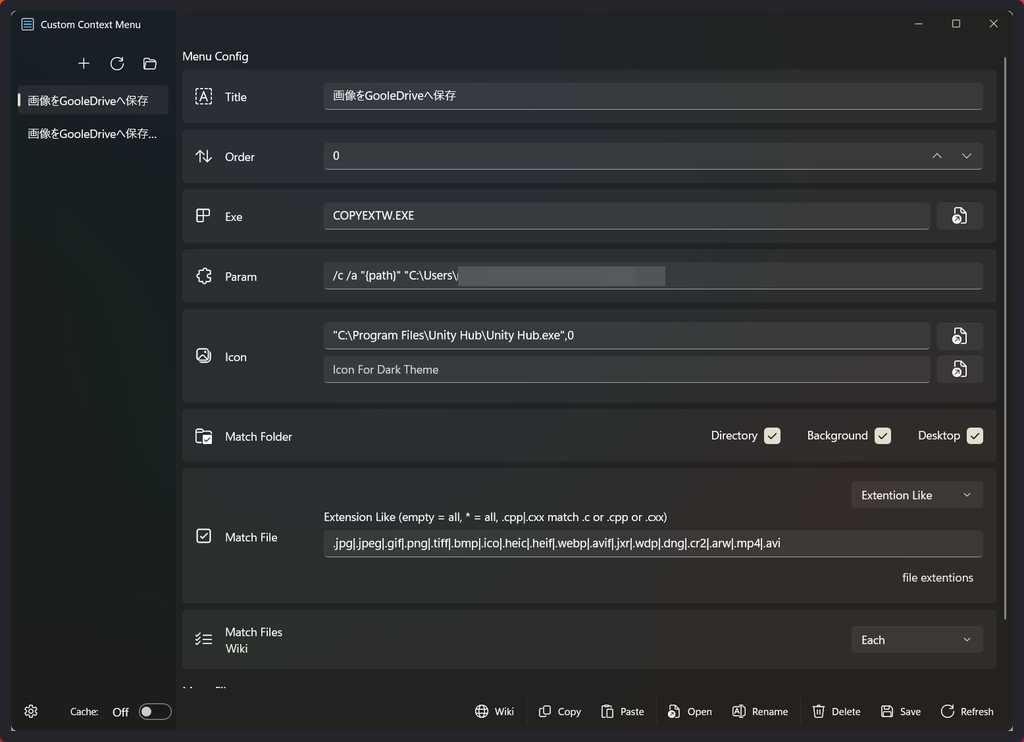 Custom Context Menu
画像をGooleDriveへ保存
画像をGooleDriveへ保存...
Menu Config
Title
画像をGooleDriveへ保存
Order
0
Exe
COPYEXTW.EXE
Param
/c /a "{path}" "C:\Users\
Icon
"C:\Program Files\Unity Hub\Unity Hub.exe",0
Icon For Dark Theme
Match Folder
Directory
Background
Desktop
Extention Like
Match File
Extension Like (empty = all, * = all, .cpp|.cxx match .c or .cpp or .cxx)
.jpg|.jpeg|.gif|.png|.tiff|.bmp|.ico|.heic|.heif|.webp|.avif|.jxr|.wdp|.dng|.cr2|.arw|.mp4|.avi
file extentions
Match Files
Wiki
Each
Cache:
Off
Wiki
Copy
Paste
Open
Rename
Delete
Save
Refresh